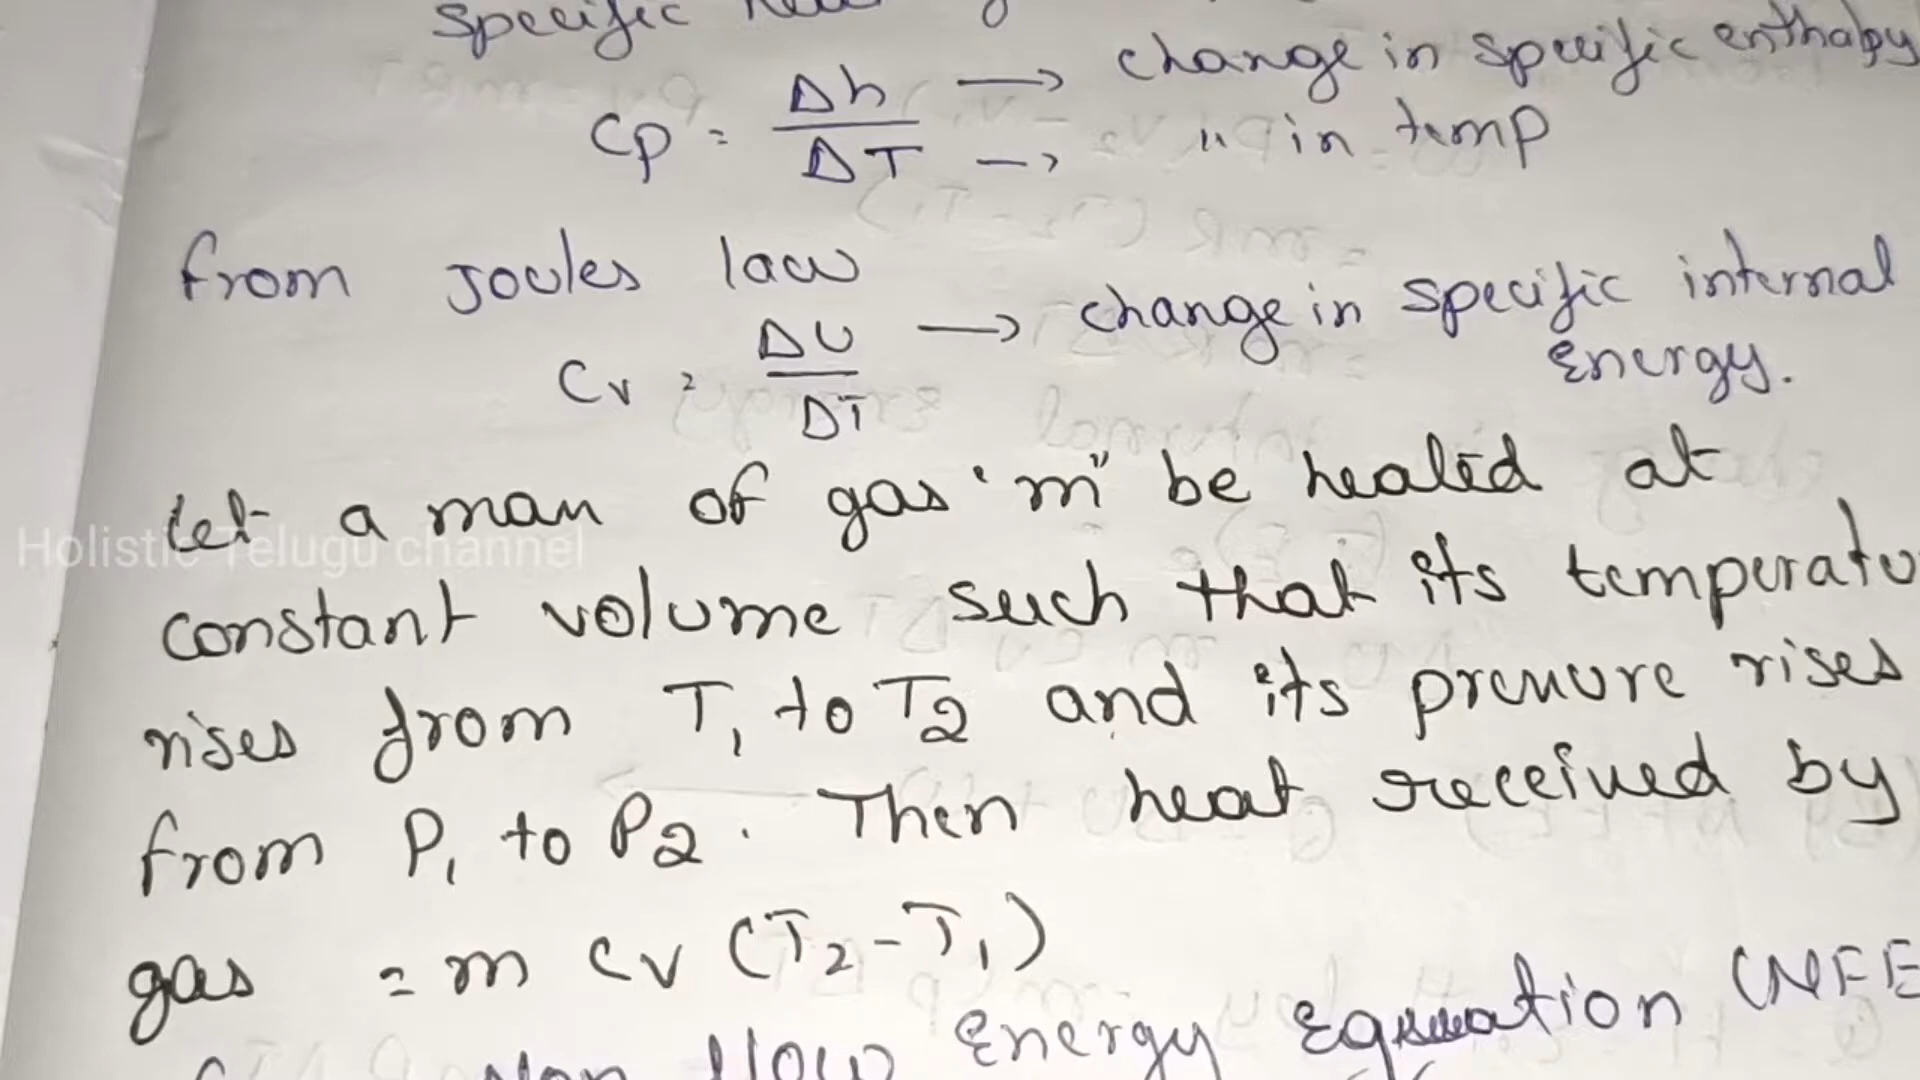 specific
Cp = Δh / ΔT → change in specific enthalpy
→ " in temp
from Joules law
Cv = ΔU / ΔT → change in specific internal
Energy.
Let a mass of gas 'm' be heated at
Holistic Telugu channel
constant volume such that its temperatu
rises from T1 to T2 and its pressure rises
from P1 to P2. Then heat received by
gas = m Cv (T2-T1)
Non flow Energy Equation (NFE